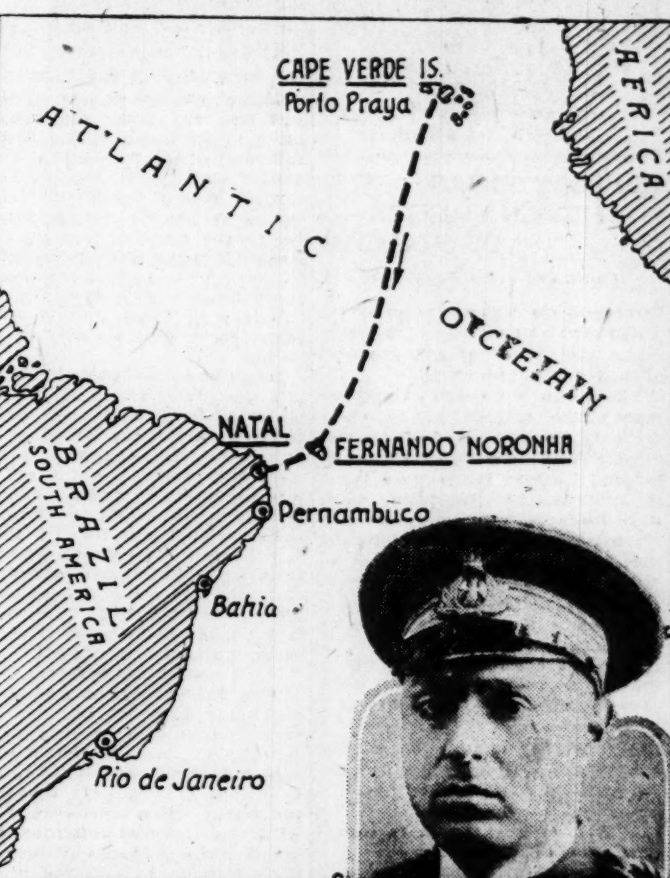 CAPE VERDE IS.
Porto Praya
AFRICA
ATLANTIC
OCEAN
NATAL
FERNANDO NORONHA
BRAZIL
SOUTH AMERICA
Pernambuco
Bahia
Rio de Janeiro